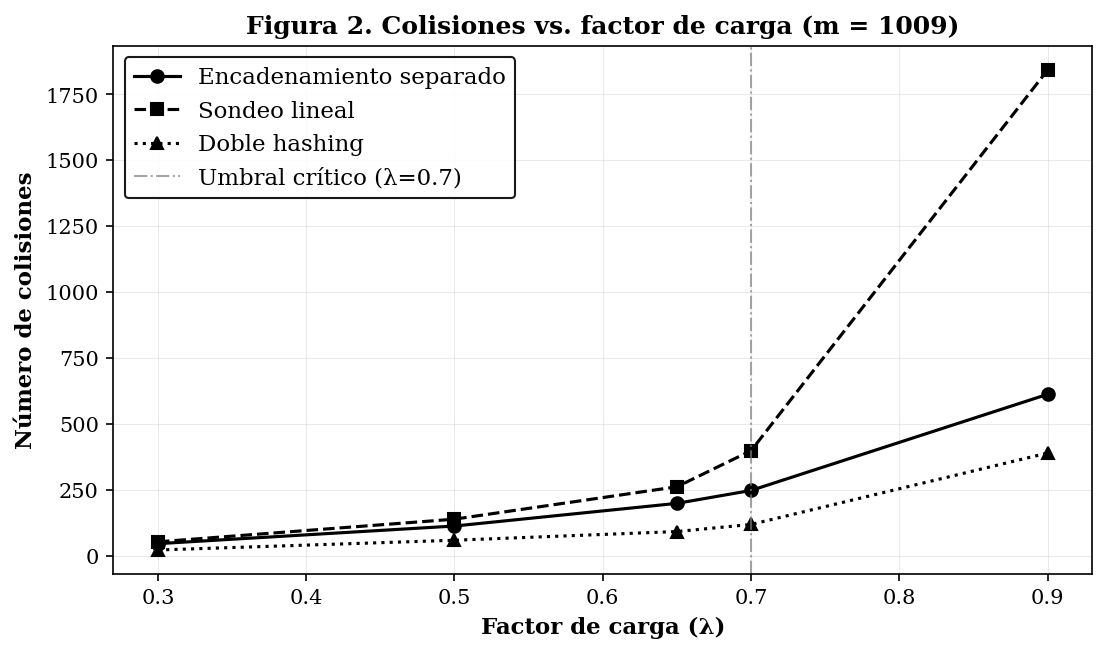 Figura 2. Colisiones vs. factor de carga (m = 1009)
Encadenamiento separado
Sondeo lineal
Doble hashing
Umbral crítico (λ=0.7)
Número de colisiones
1750
1500
1250
1000
750
500
250
0
0.3 0.4 0.5 0.6 0.7 0.8 0.9
Factor de carga (λ)